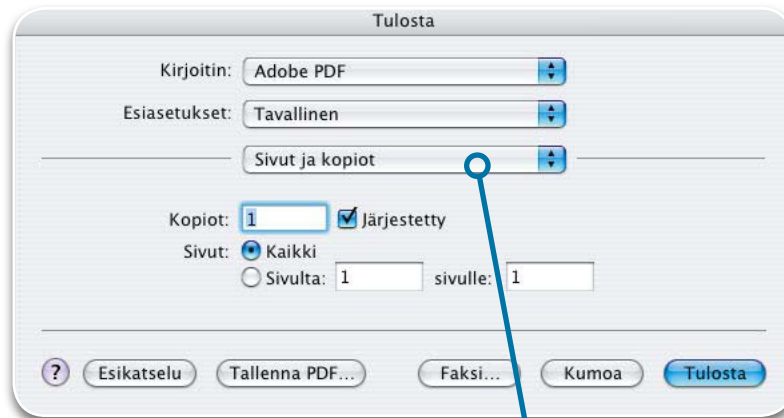 Tulosta
Kirjoitin: Adobe PDF
Esiasetukset: Tavallinen
Sivut ja kopiot
Kopiot: 1 Järjestetty
Sivut: Kaikki
Sivulta: 1 sivulle: 1
? Esikatselu Tallenna PDF... Faksi... Kumoa Tulosta